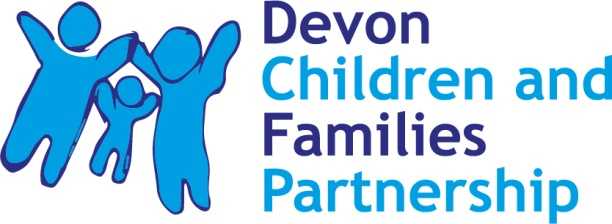 Devon
Children and
Families
Partnership